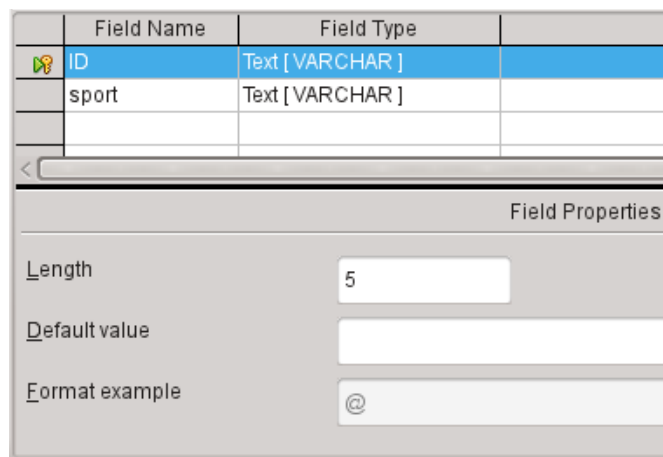 Field Name Field Type
ID Text [ VARCHAR ]
sport Text [ VARCHAR ]
Field Properties
Length 5
Default value
Format example @